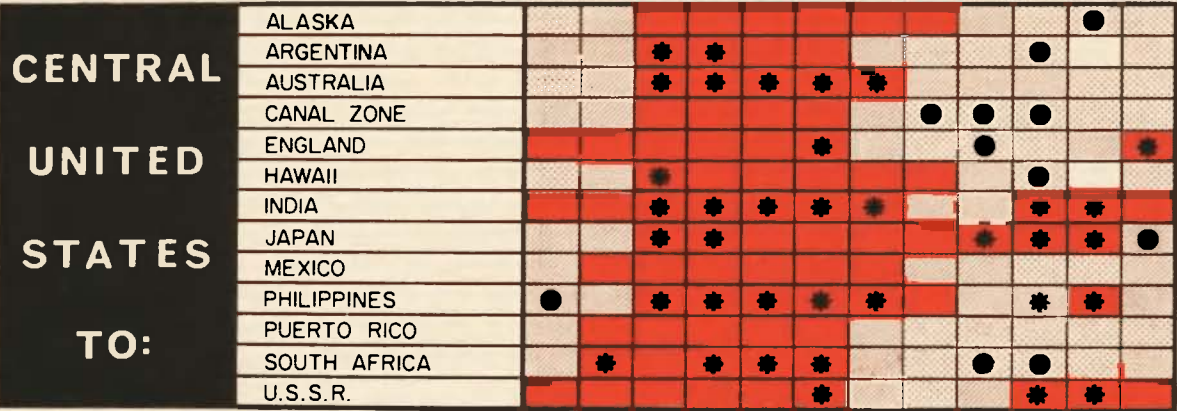 CENTRAL
UNITED
STATES
TO:
ALASKA
ARGENTINA
AUSTRALIA
CANAL ZONE
ENGLAND
HAWAII
INDIA
JAPAN
MEXICO
PHILIPPINES
PUERTO RICO
SOUTH AFRICA
U.S.S.R.